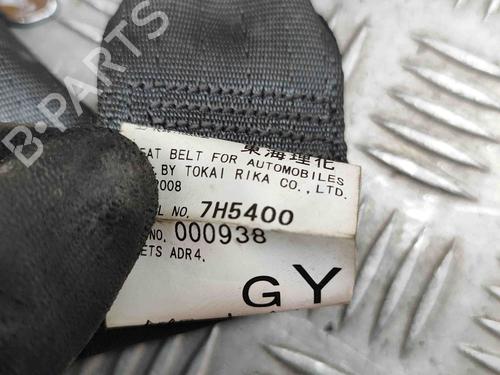 東海理化
EAT BELT FOR AUTOMOBILES
BY TOKAI RIKA CO., LTD.
2008
L NO. 7H5400
NO. 000938
ETS ADR4.
GY
B-PARTS